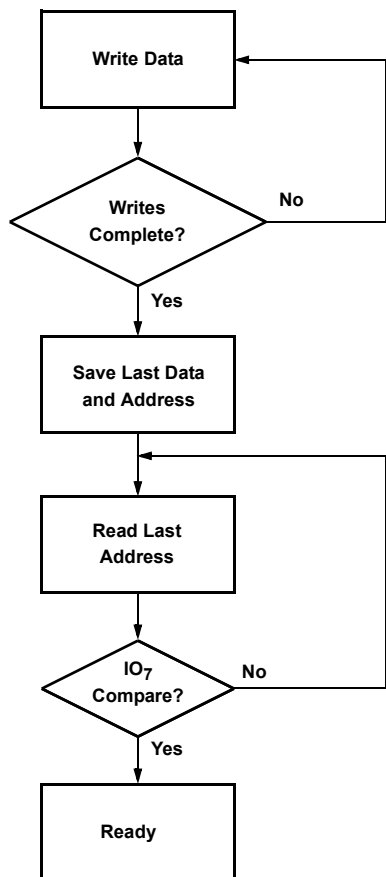 Write Data
Writes
Complete?
No
Yes
Save Last Data
and Address
Read Last
Address
IO7
Compare?
No
Yes
Ready